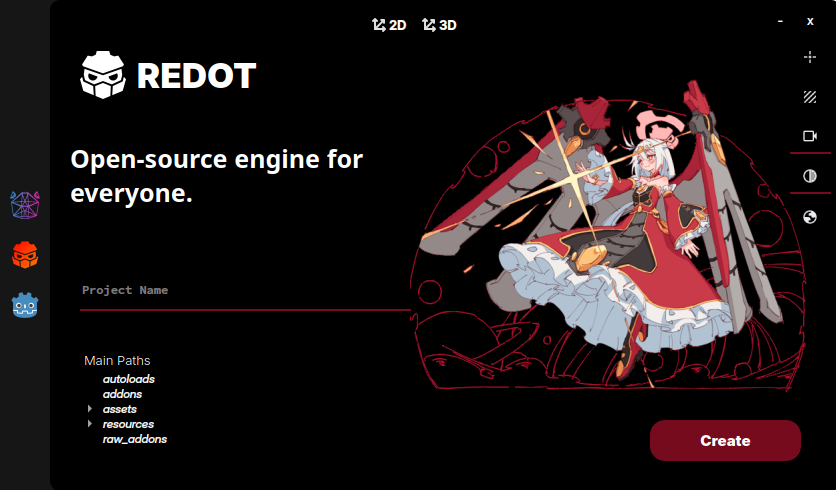 2D 3D
- x
REDOT
Open-source engine for
everyone.
Project Name
Main Paths
autoloads
addons
assets
resources
raw_addons
Create